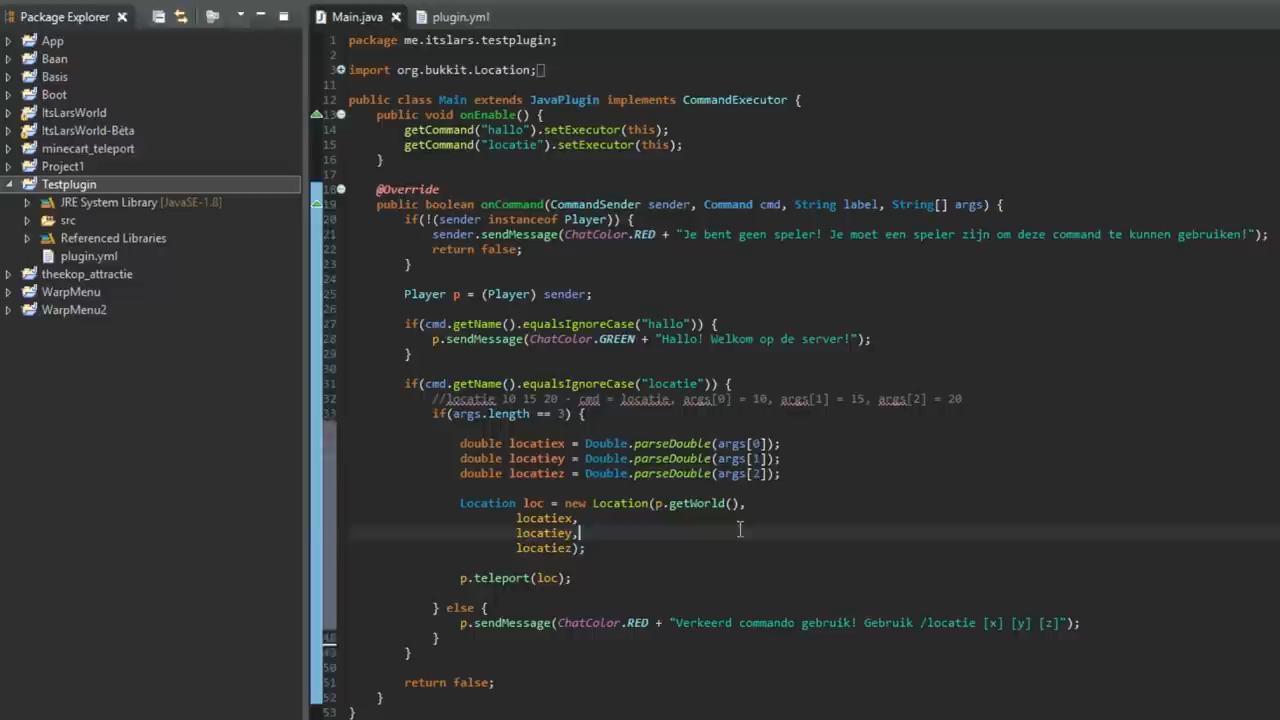 Package Explorer
App
Baan
Basis
Boot
ItsLarsWorld
ItsLarsWorld-Bèta
minecart_teleport
Project1
Testplugin
JRE System Library [JavaSE-1.8]
src
Referenced Libraries
plugin.yml
theekop_attractie
WarpMenu
WarpMenu2
Main.java plugin.yml
1 package me.itslars.testplugin;
2
3 import org.bukkit.Location;
11
12 public class Main extends JavaPlugin implements CommandExecutor {
13 public void onEnable() {
14 getCommand("hallo").setExecutor(this);
15 getCommand("locatie").setExecutor(this);
16 }
17
18 @Override
19 public boolean onCommand(CommandSender sender, Command cmd, String label, String[] args) {
20 if(!(sender instanceof Player)) {
21 sender.sendMessage(ChatColor.RED + "Je bent geen speler! Je moet een speler zijn om deze command te kunnen gebruiken!");
22 return false;
23 }
24
25 Player p = (Player) sender;
26
27 if(cmd.getName().equalsIgnoreCase("hallo")) {
28 p.sendMessage(ChatColor.GREEN + "Hallo! Welkom op de server!");
29 }
30
31 if(cmd.getName().equalsIgnoreCase("locatie")) {
32 //locatie 10 15 20 - cmd = locatie, args[0] = 10, args[1] = 15, args[2] = 20
33 if(args.length == 3) {
double locatiex = Double.parseDouble(args[0]);
double locatiey = Double.parseDouble(args[1]);
double locatiez = Double.parseDouble(args[2]);
Location loc = new Location(p.getWorld(),
locatiex,
locatiey,
locatiez);
p.teleport(loc);
} else {
p.sendMessage(ChatColor.RED + "Verkeerd commando gebruik! Gebruik /locatie [x] [y] [z]");
48 }
49 }
50
51 return false;
52 }
53 }